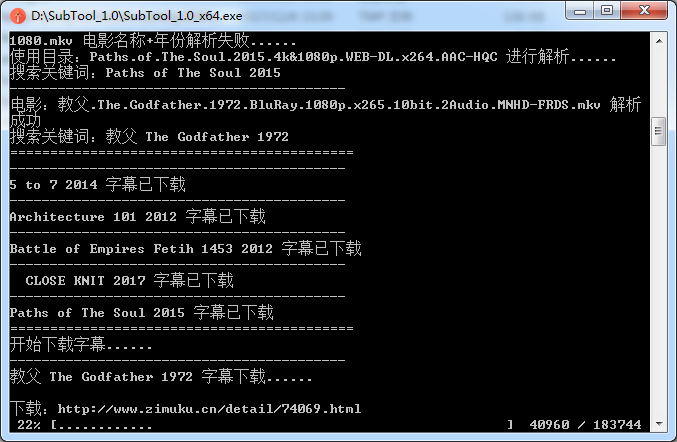 D:\SubTool_1.0\SubTool_1.0_x64.exe
1080.mkv 电影名称+年份解析失败......
使用目录：Paths.of.The.Soul.2015.4k&1080p.WEB-DL.x264.AAC-HQC 进行解析......
搜索关键词：Paths of The Soul 2015
------------------------------------------
电影：教父.The.Godfather.1972.BluRay.1080p.x265.10bit.2Audio.MNHD-FRDS.mkv 解析
成功
搜索关键词：教父 The Godfather 1972
===========================================
------------------------------------------
5 to 7 2014 字幕已下载
------------------------------------------
Architecture 101 2012 字幕已下载
------------------------------------------
Battle of Empires Fetih 1453 2012 字幕已下载
------------------------------------------
CLOSE KNIT 2017 字幕已下载
------------------------------------------
Paths of The Soul 2015 字幕已下载
===========================================
开始下载字幕......
------------------------------------------
教父 The Godfather 1972 字幕下载......
下载：http://www.zimuku.cn/detail/74069.html
22% [............ ] 40960 / 183744